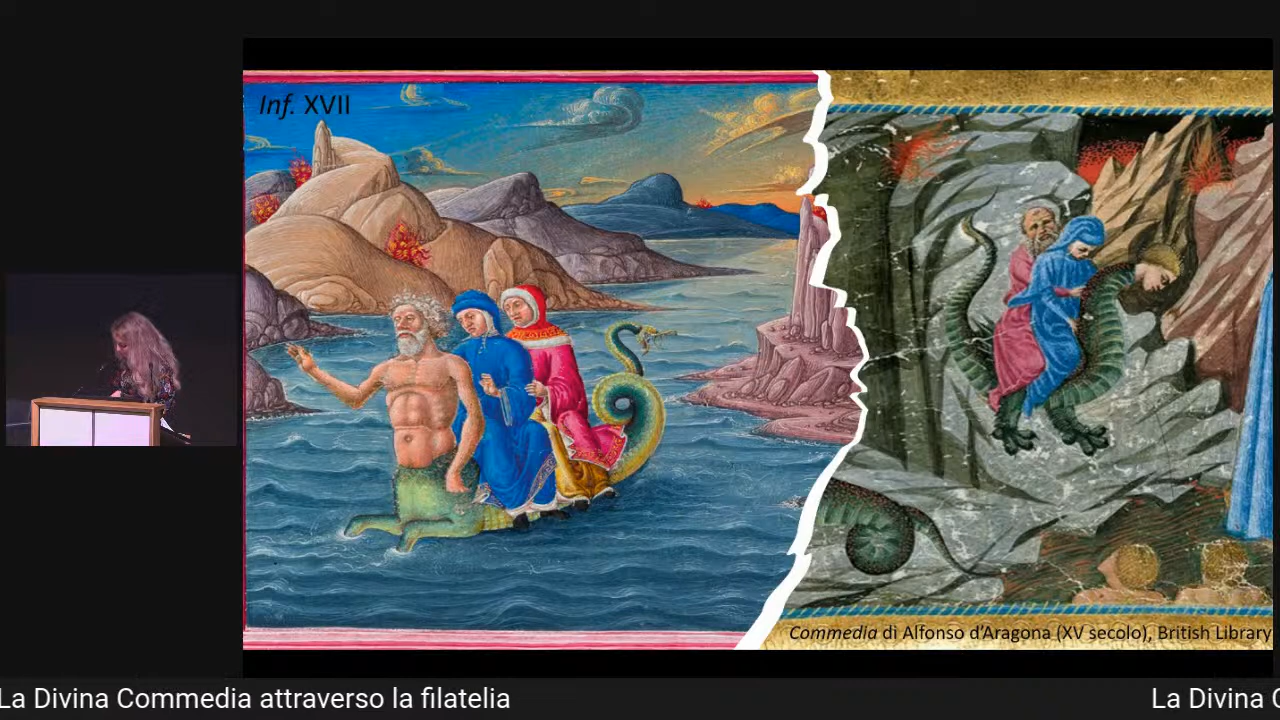 Inf. XVII
Commedia di Alfonso d'Aragona (XV secolo), British Library
La Divina Commedia attraverso la filatelia
La Divina C